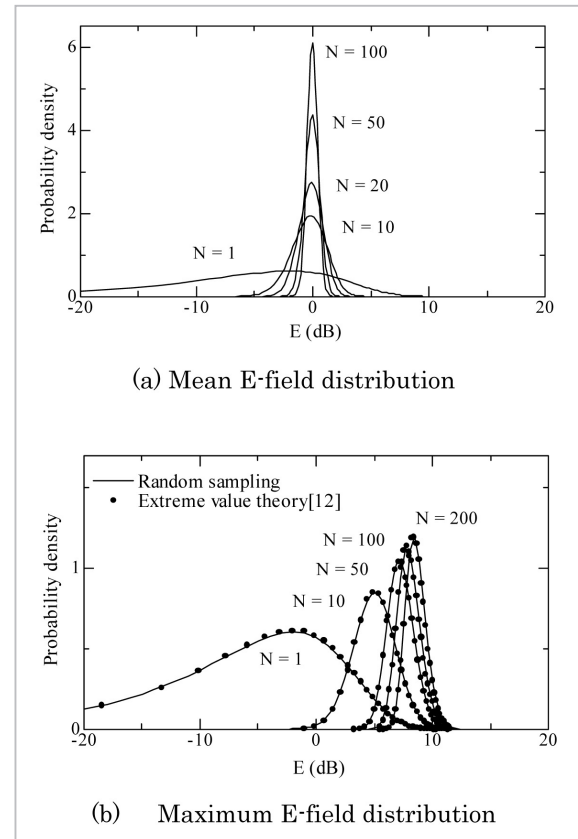 6
4
2
0
Probability density
N = 100
N = 50
N = 20
N = 10
N = 1
-20
-10
0
10
20
E (dB)
(a) Mean E-field distribution
Random sampling
Extreme value theory[12]
N = 200
N = 100
N = 50
N = 10
N = 1
1
0
Probability density
-20
-10
0
10
20
E (dB)
(b) Maximum E-field distribution